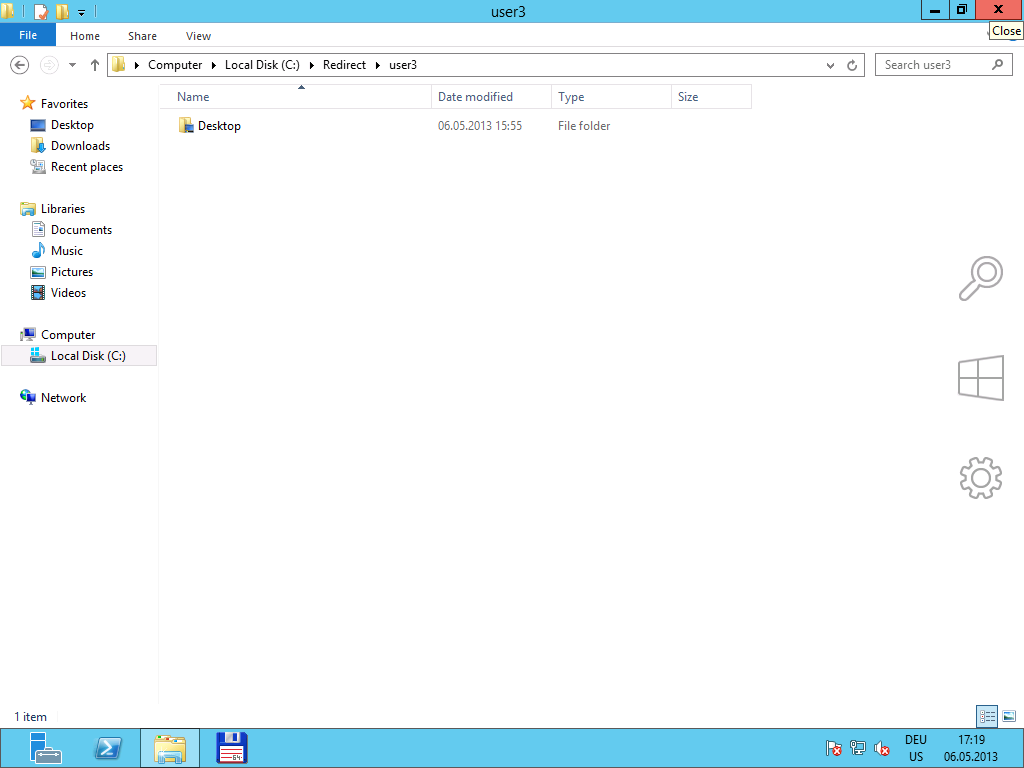 user3
Close
File Home Share View
Computer Local Disk (C:) Redirect user3
Search user3
Name Date modified Type Size
Desktop 06.05.2013 15:55 File folder
Favorites
Desktop
Downloads
Recent places
Libraries
Documents
Music
Pictures
Videos
Computer
Local Disk (C:)
Network
1 item
64
DEU 17:19
US 06.05.2013